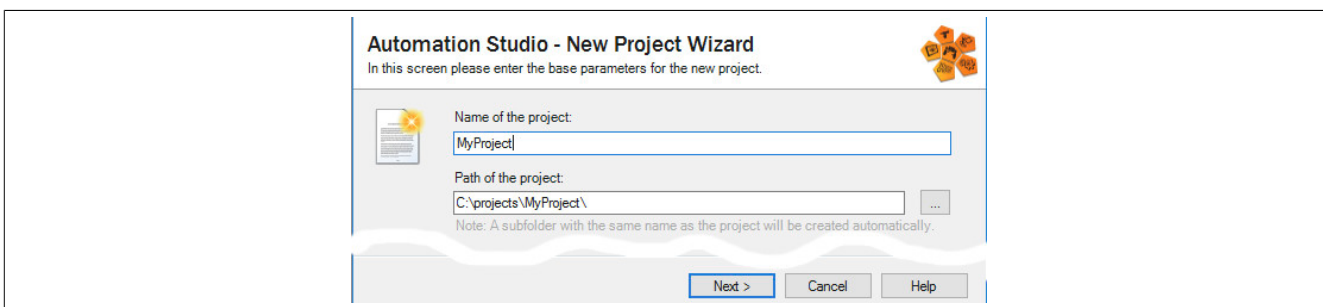 Automation Studio - New Project Wizard
In this screen please enter the base parameters for the new project.
Name of the project:
MyProject
Path of the project:
C:\projects\MyProject\
...
Note: A subfolder with the same name as the project will be created automatically.
Next >
Cancel
Help